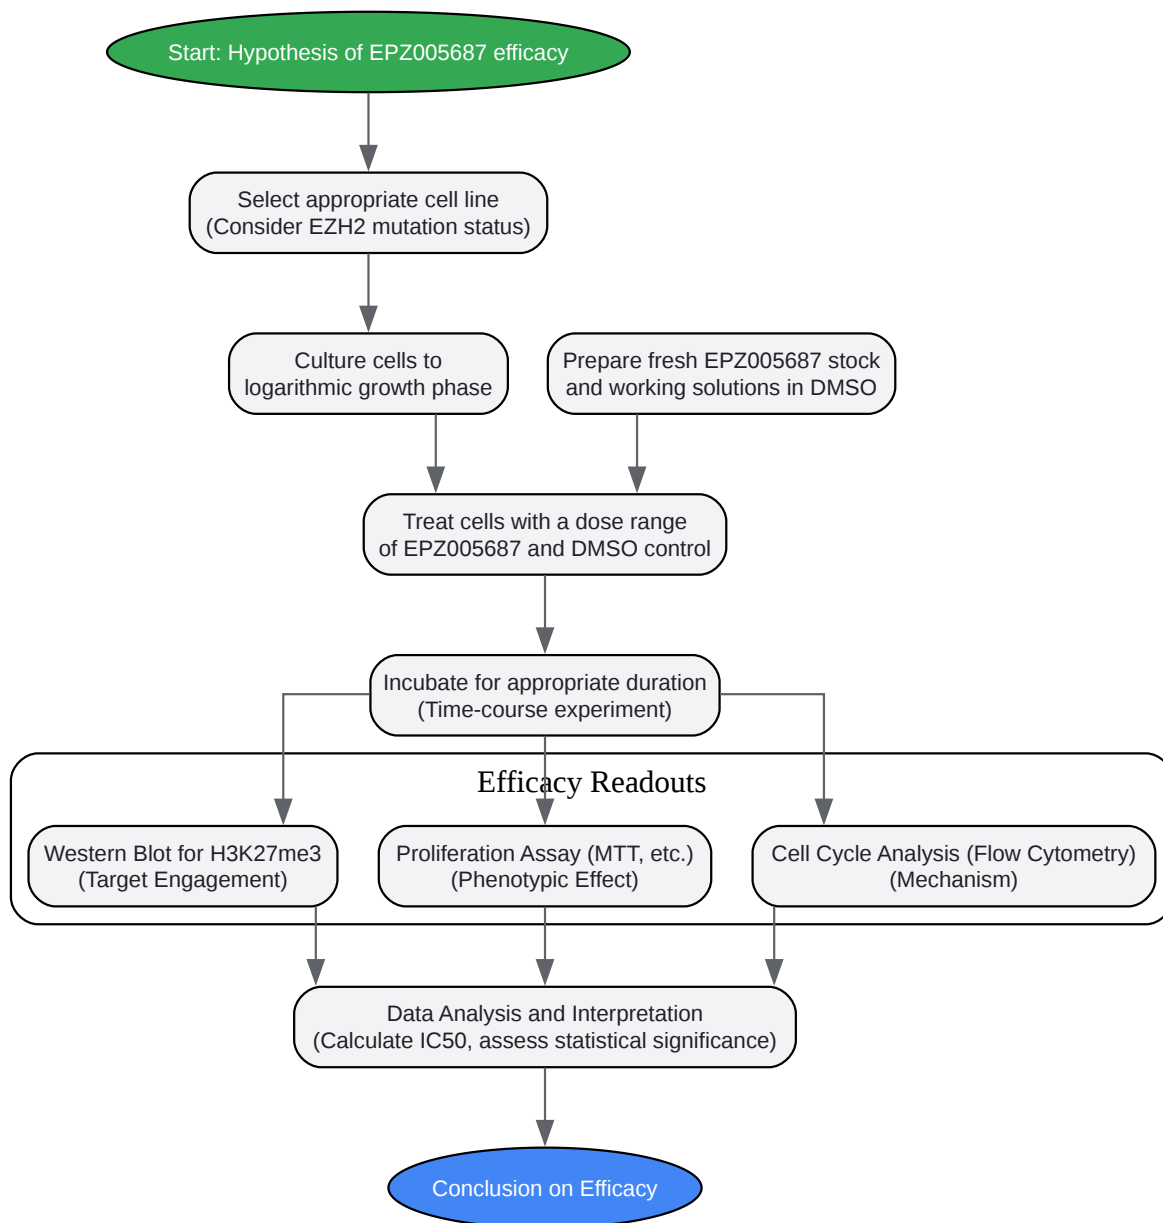 Start: Hypothesis of EPZ005687 efficacy
Select appropriate cell line
(Consider EZH2 mutation status)
Culture cells to
logarithmic growth phase
Prepare fresh EPZ005687 stock
and working solutions in DMSO
Treat cells with a dose range
of EPZ005687 and DMSO control
Incubate for appropriate duration
(Time-course experiment)
Efficacy Readouts
Western Blot for H3K27me3
(Target Engagement)
Proliferation Assay (MTT, etc.)
(Phenotypic Effect)
Cell Cycle Analysis (Flow Cytometry)
(Mechanism)
Data Analysis and Interpretation
(Calculate IC50, assess statistical significance)
Conclusion on Efficacy